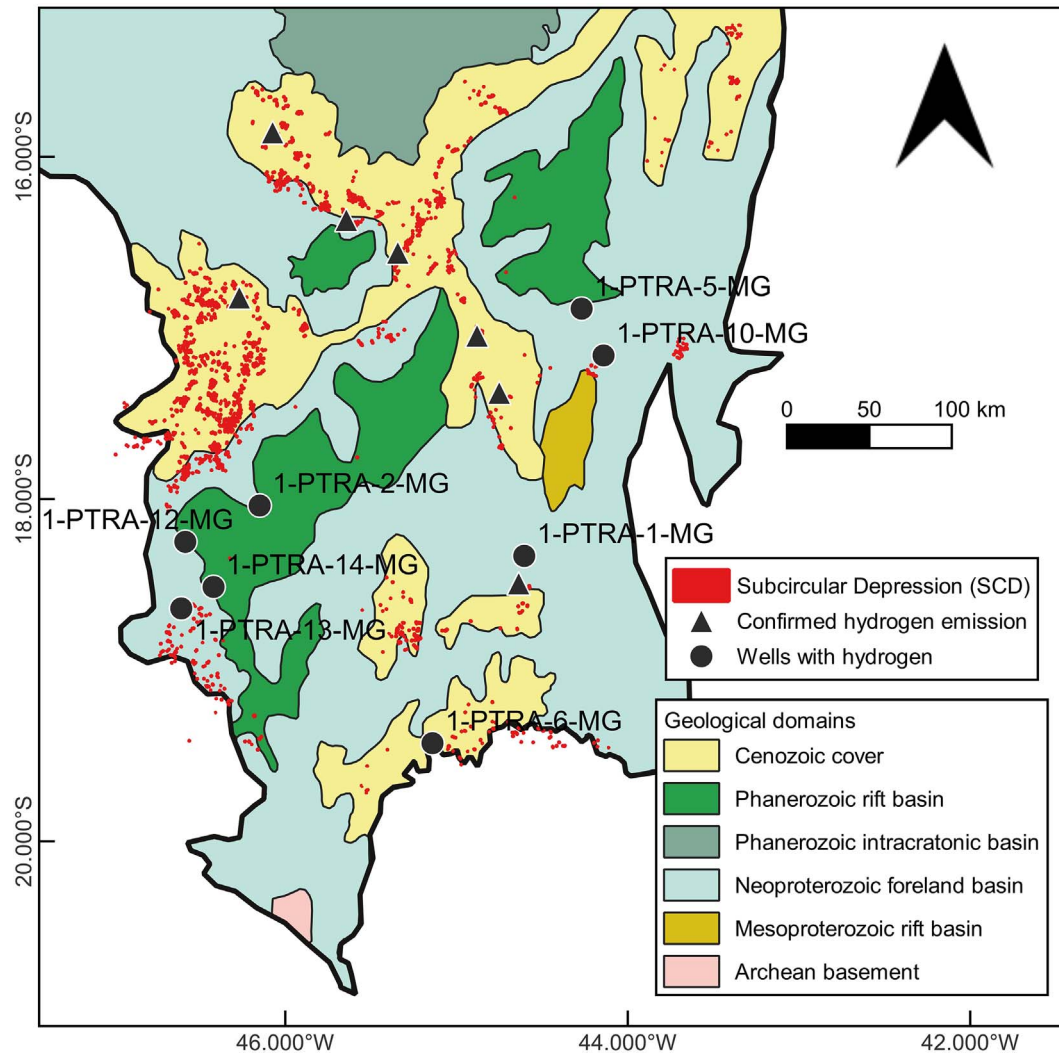 16.000°S
18.000°S
20.000°S
1-PTRA-5-MG
1-PTRA-10-MG
0 50 100 km
1-PTRA-2-MG
1-PTRA-12-MG
1-PTRA-1-MG
1-PTRA-14-MG
1-PTRA-13-MG
1-PTRA-6-MG
Subcircular Depression (SCD)
Confirmed hydrogen emission
Wells with hydrogen
Geological domains
Cenozoic cover
Phanerozoic rift basin
Phanerozoic intracratonic basin
Neoproterozoic foreland basin
Mesoproterozoic rift basin
Archean basement
46.000°W 44.000°W 42.000°W